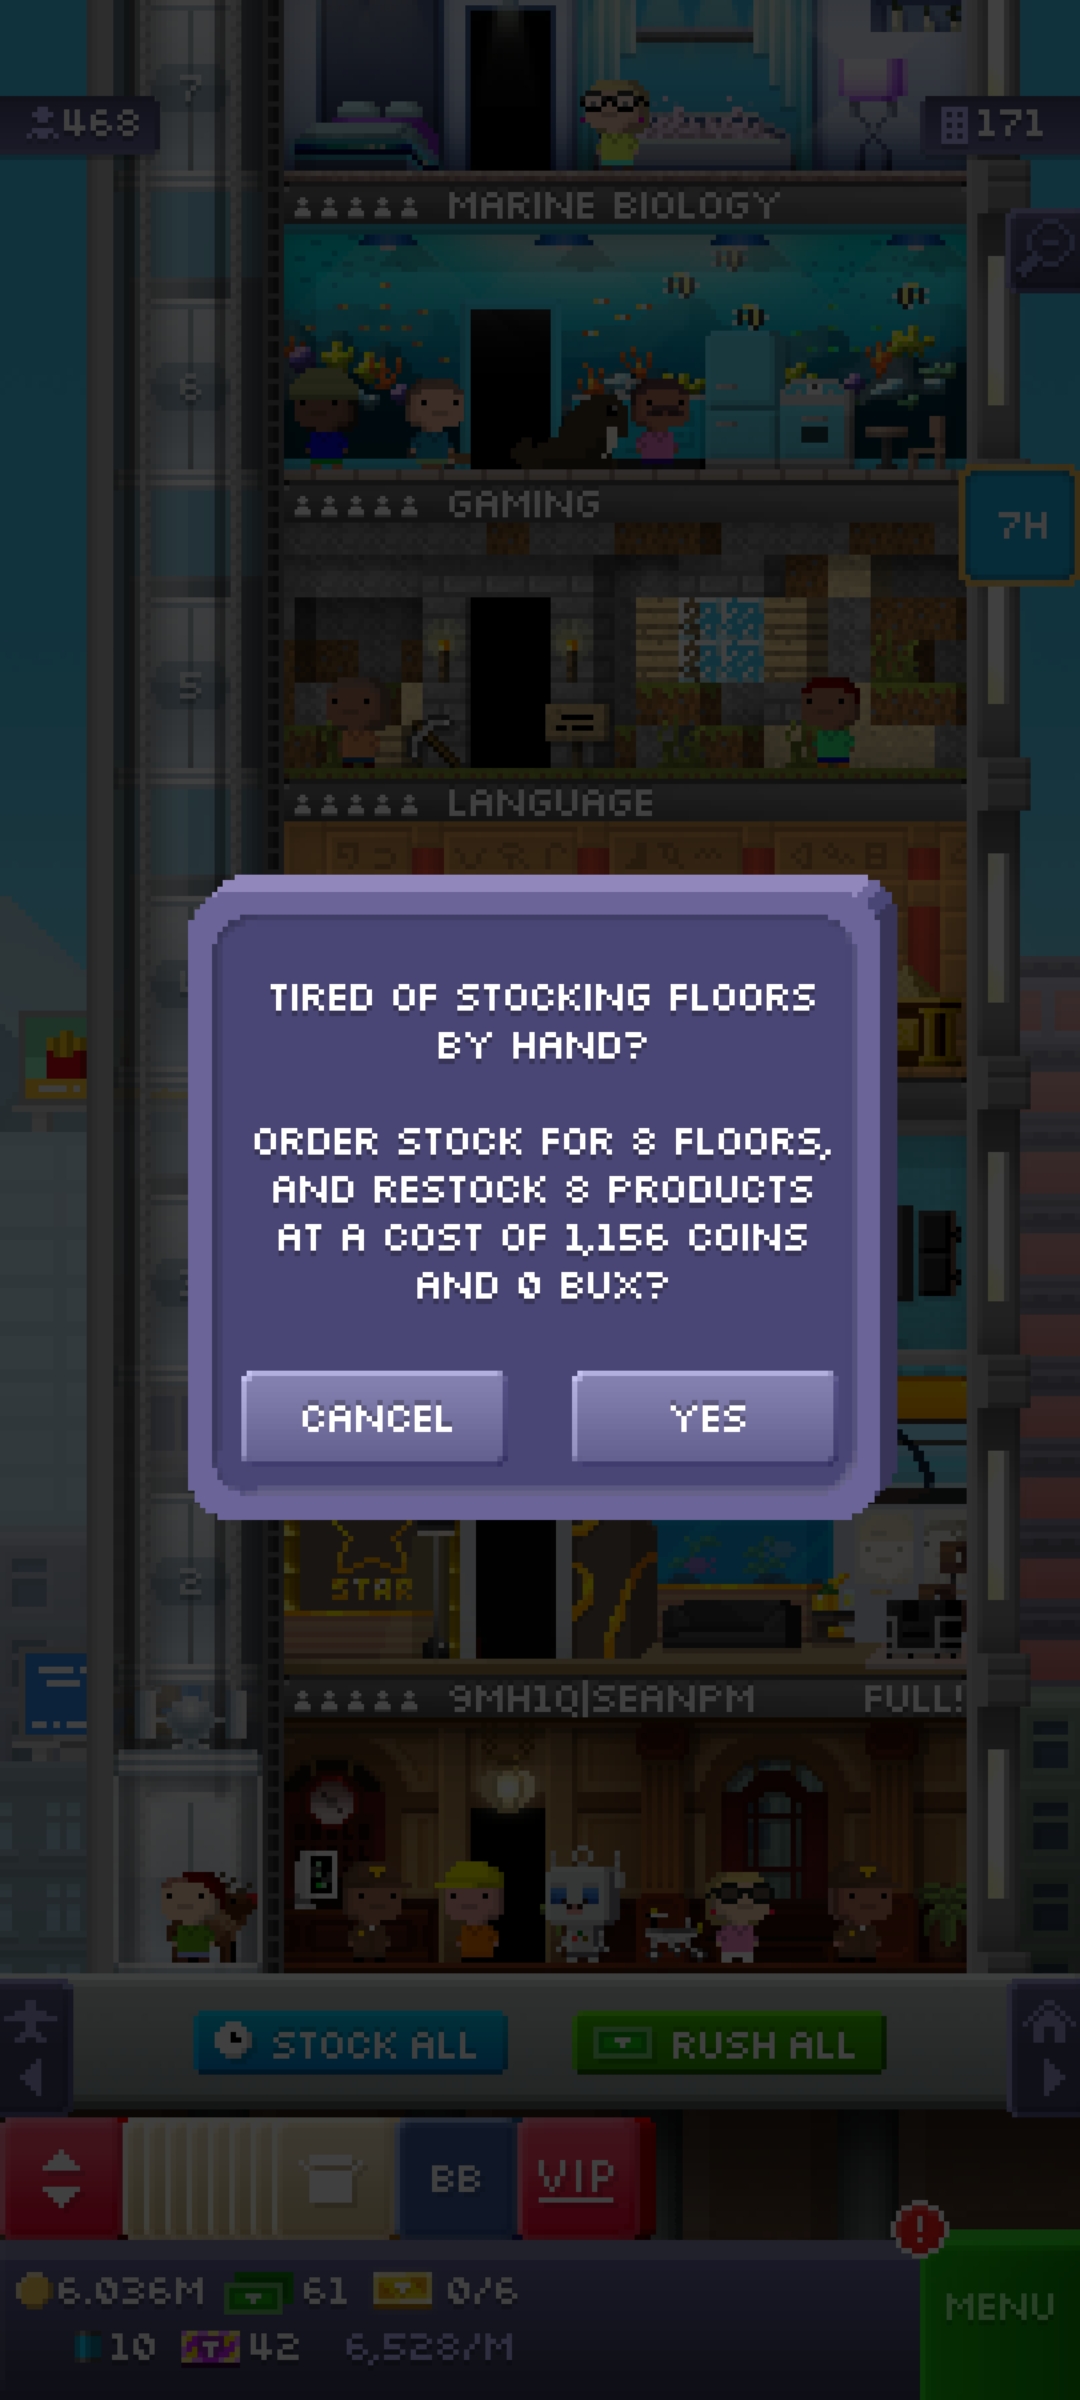 7
468
171
MARINE BIOLOGY
6
GAMING
7H
5
LANGUAGE
TIRED OF STOCKING FLOORS
BY HAND?
ORDER STOCK FOR 8 FLOORS,
AND RESTOCK 8 PRODUCTS
AT A COST OF 1,156 COINS
AND 0 BUX?
CANCEL
YES
2
STAR
9MH1Q|SEANPM
FULL!
STOCK ALL
RUSH ALL
BB
VIP
!
6.036M 61 0/6
MENU
10 42 6,528/M